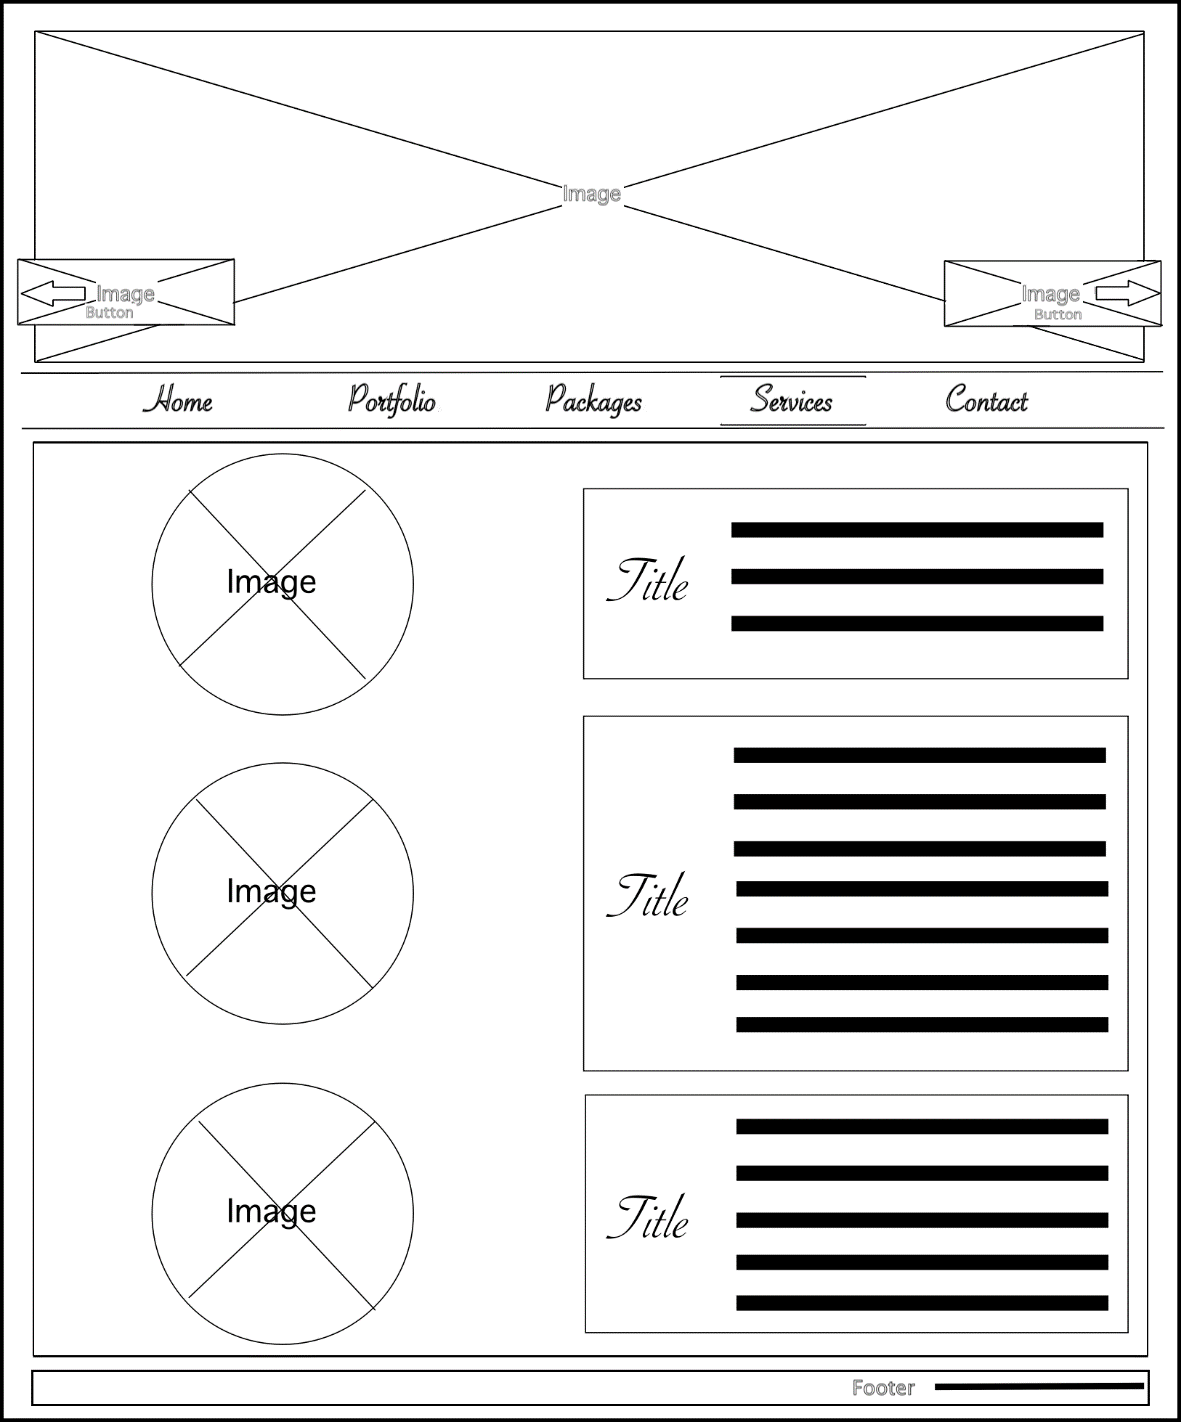 Image
Image
Button
Image
Button
Home Portfolio Packages Services Contact
Image
Title
Image
Title
Image
Title
Footer